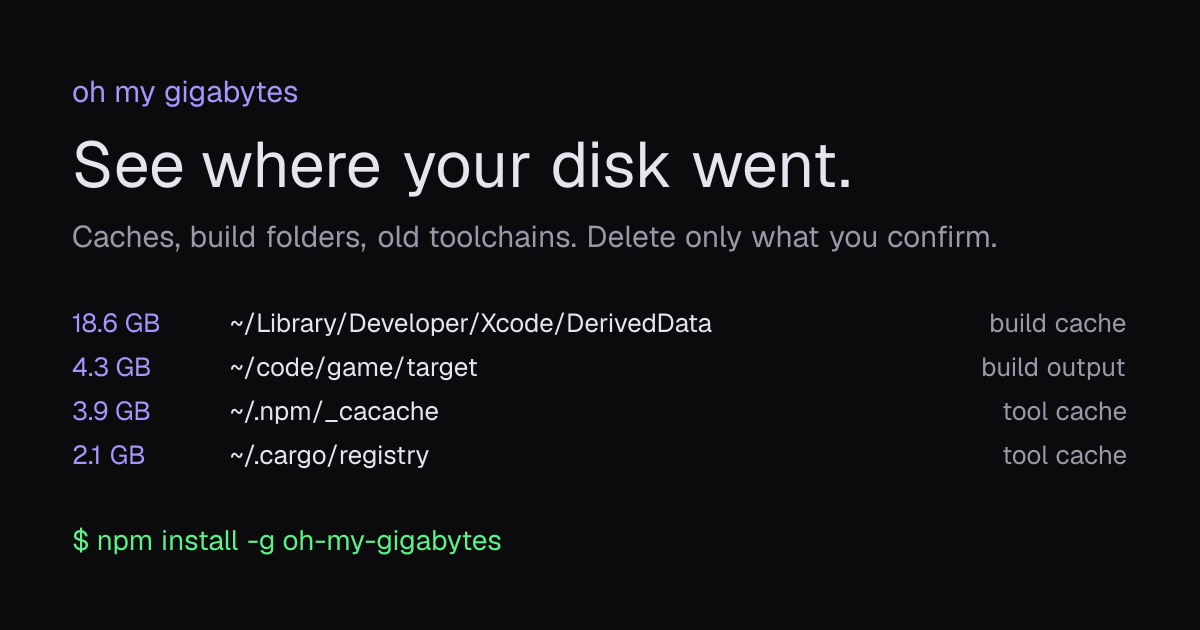 oh my gigabytes
See where your disk went.
Caches, build folders, old toolchains. Delete only what you confirm.
18.6 GB ~/Library/Developer/Xcode/DerivedData build cache
4.3 GB ~/code/game/target build output
3.9 GB ~/.npm/_cacache tool cache
2.1 GB ~/.cargo/registry tool cache
$ npm install -g oh-my-gigabytes